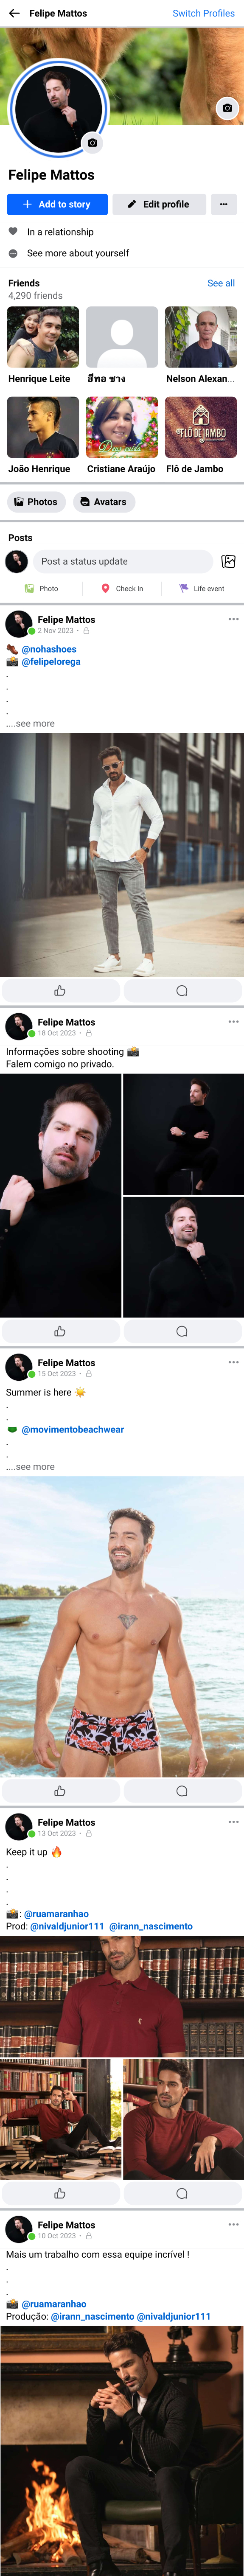 Felipe Mattos
Switch Profiles
Felipe Mattos
Add to story
Edit profile
In a relationship
See more about yourself
Friends
See all
4,290 friends
Henrique Leite
ฮีทอ ซาง
Nelson Alexan...
João Henrique
Cristiane Araújo
Flô de Jambo
FLÔ DE JAMBO
Photos
Avatars
Posts
Post a status update
Photo
Check In
Life event
Felipe Mattos
2 Nov 2023 ·
👞 @nohashoes
📸 @felipelorega
.
.
.
.
....see more
Felipe Mattos
18 Oct 2023 ·
Informações sobre shooting 📸
Falem comigo no privado.
Felipe Mattos
15 Oct 2023 ·
Summer is here ☀️
.
.
🩲 @movimentobeachwear
.
.
....see more
Felipe Mattos
13 Oct 2023 ·
Keep it up 🔥
.
.
.
.
📸: @ruamaranhao
Prod: @nivaldjunior111 @irann_nascimento
Felipe Mattos
10 Oct 2023 ·
Mais um trabalho com essa equipe incrível !
.
.
.
📸 @ruamaranhao
Produção: @irann_nascimento @nivaldjunior111